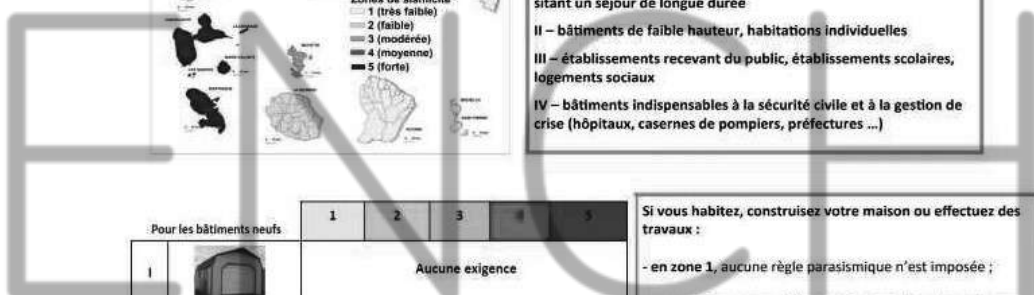 Zones de sismicité
1 (très faible)
2 (faible)
3 (modérée)
4 (moyenne)
5 (forte)
sitant un séjour de longue durée
II – bâtiments de faible hauteur, habitations individuelles
III – établissements recevant du public, établissements scolaires,
logements sociaux
IV – bâtiments indispensables à la sécurité civile et à la gestion de
crise (hôpitaux, casernes de pompiers, préfectures ...)
Pour les bâtiments neufs
1 2 3 4 5
I
Aucune exigence
Si vous habitez, construisez votre maison ou effectuez des
travaux :
- en zone 1, aucune règle parasismique n'est imposée ;